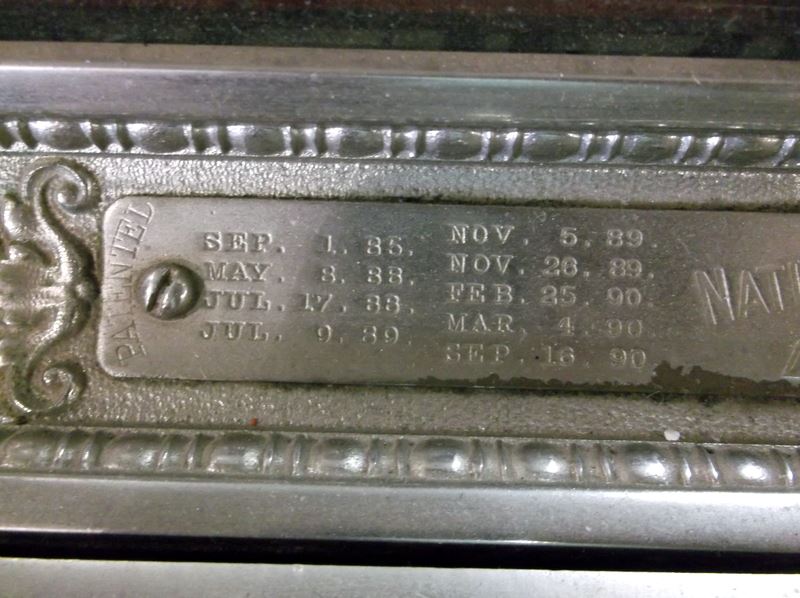 PATENTED
SEP. 1. 85.
MAY. 8. 88.
JUL. 17. 88.
JUL. 9. 89.
NOV. 5. 89.
NOV. 26. 89.
FEB. 25. 90.
MAR. 4. 90
SEP. 16 90
NATI